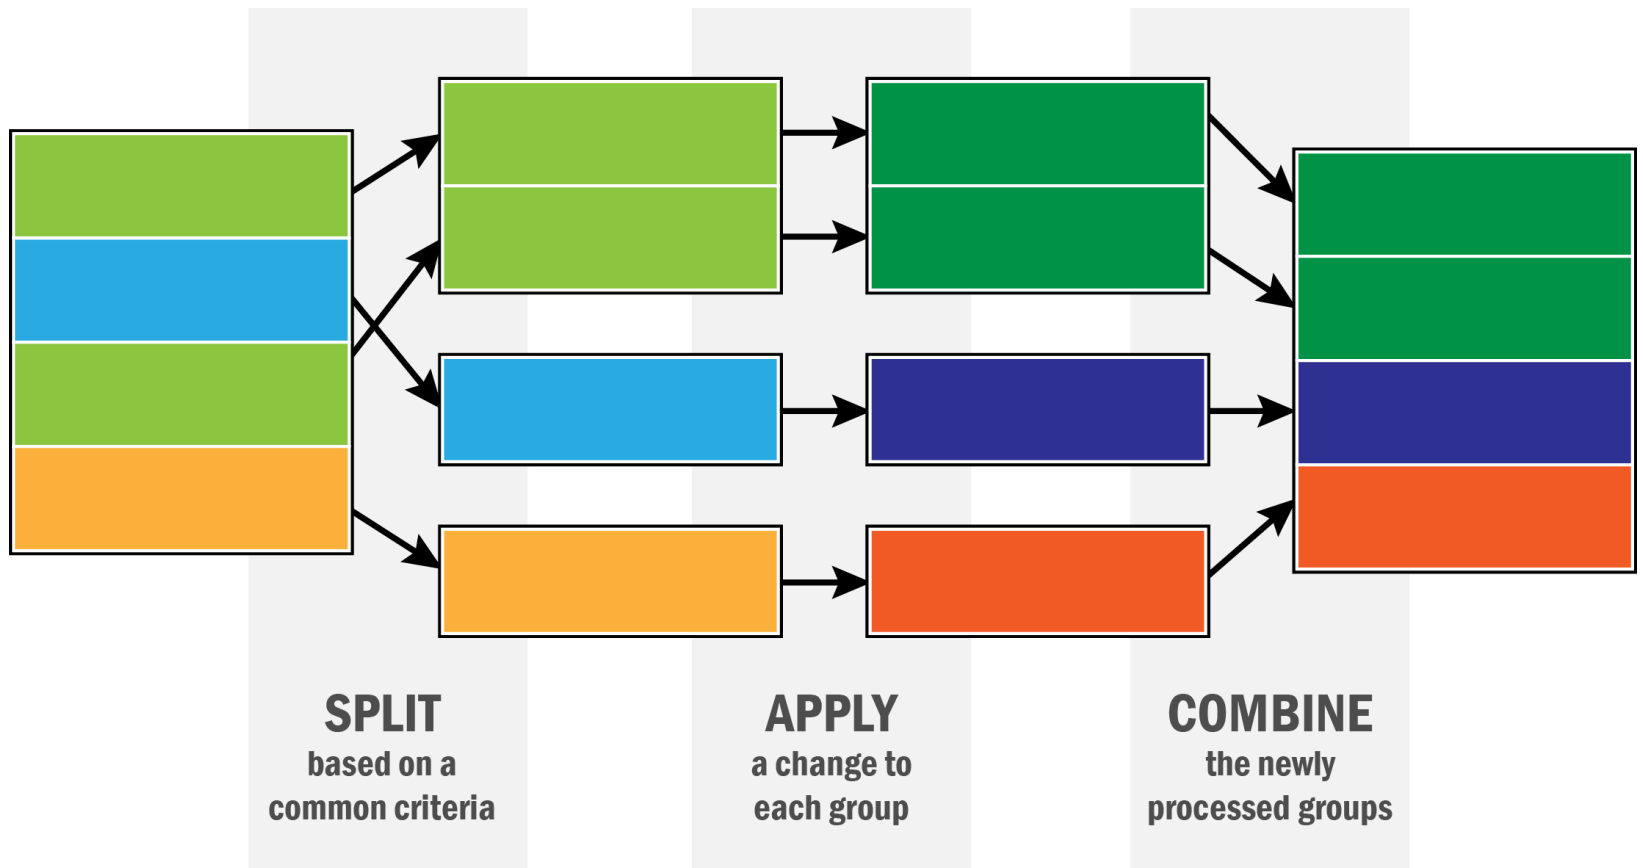 SPLIT
based on a
common criteria
APPLY
a change to
each group
COMBINE
the newly
processed groups